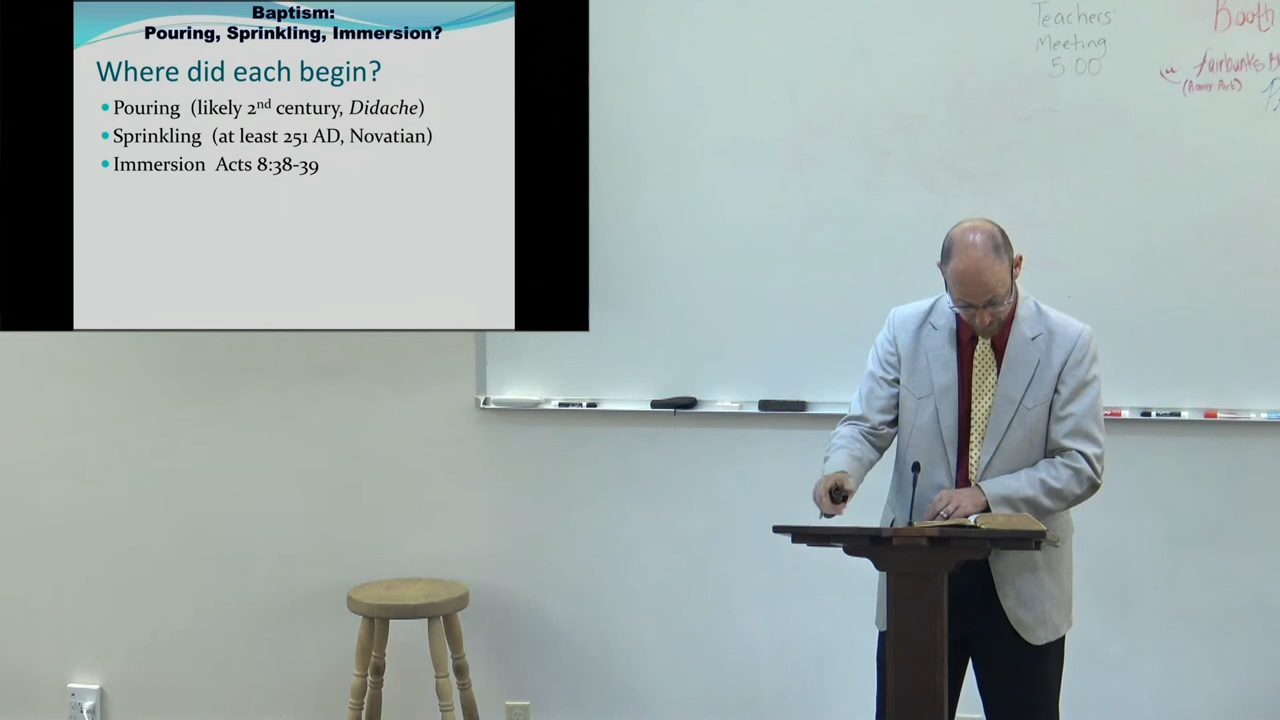 Baptism:
Pouring, Sprinkling, Immersion?
Where did each begin?
• Pouring (likely 2nd century, Didache)
• Sprinkling (at least 251 AD, Novatian)
• Immersion Acts 8:38-39
Teachers'
Meeting
5:00
Booth
Fairbanks